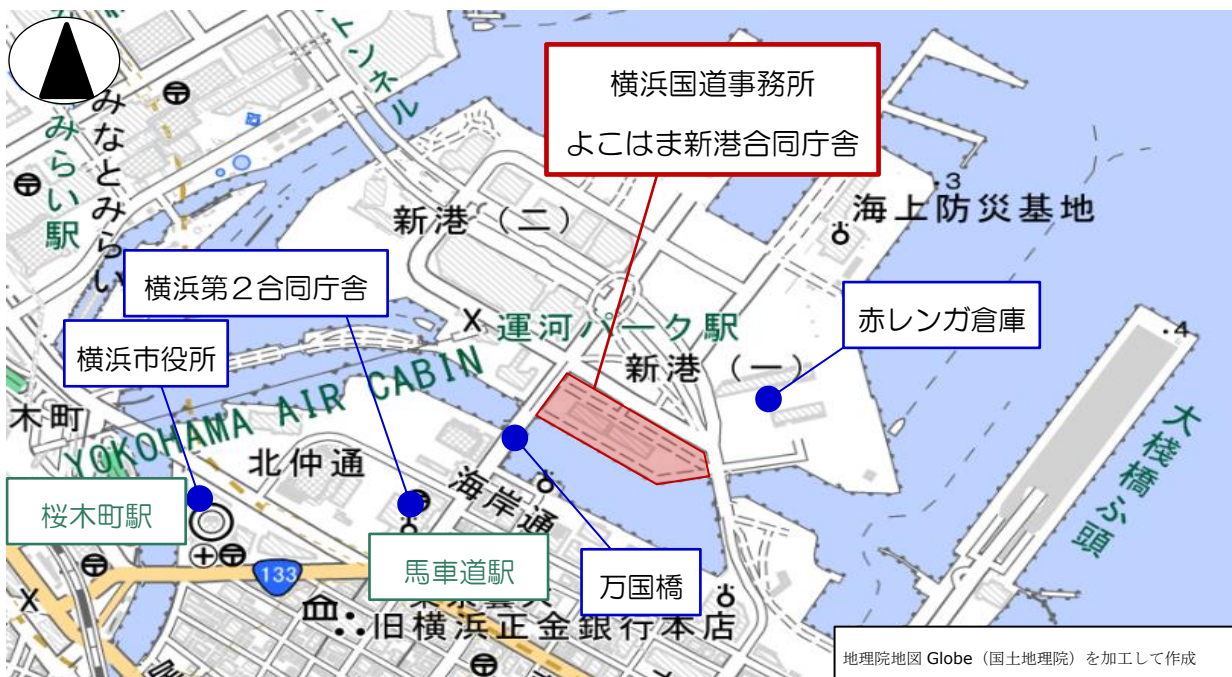 トンネル
みなとみらい
みらい駅
横浜国道事務所
よこはま新港合同庁舎
3
海上防災基地
新港(二)
横浜第2合同庁舎
横浜市役所
運河パーク駅
赤レンガ倉庫
新港(一)
4
木町
YOKOHAMA AIR CABIN
大棧橋ふ頭
北仲通
海岸通
桜木町駅
馬車道駅
万国橋
133
旧横浜正金銀行本店
地理院地図 Globe(国土地理院)を加工して作成